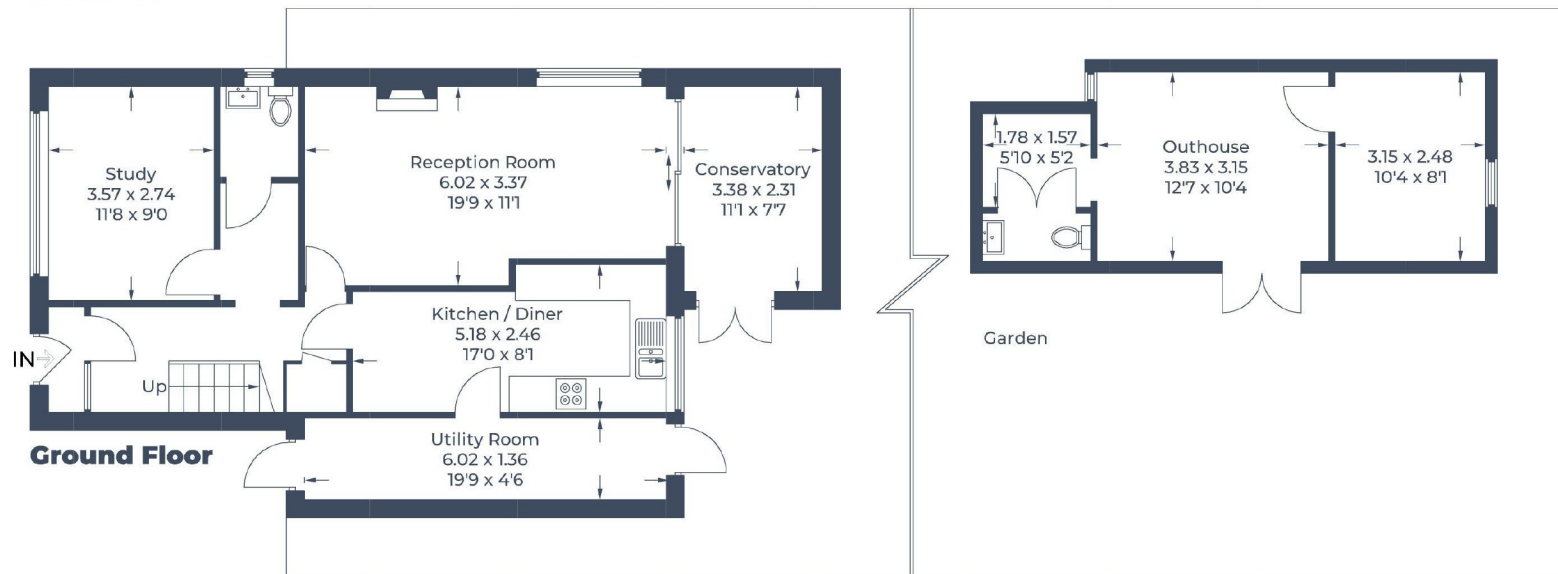 Study
3.57 x 2.74
11'8 x 9'0
Reception Room
6.02 x 3.37
19'9 x 11'1
Conservatory
3.38 x 2.31
11'1 x 7'7
Kitchen / Diner
5.18 x 2.46
17'0 x 8'1
IN
Up
Utility Room
6.02 x 1.36
19'9 x 4'6
Ground Floor
1.78 x 1.57
5'10 x 5'2
Outhouse
3.83 x 3.15
12'7 x 10'4
3.15 x 2.48
10'4 x 8'1
Garden